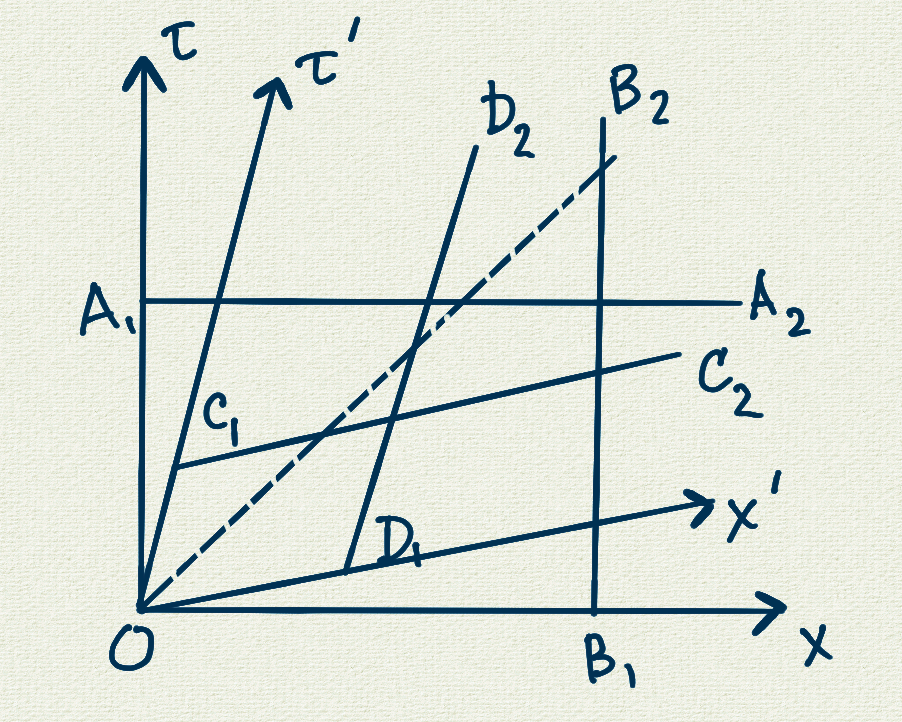 τ
τ'
D₂
B₂
A₁
A₂
C₁
C₂
D₁
x'
O
B₁
x